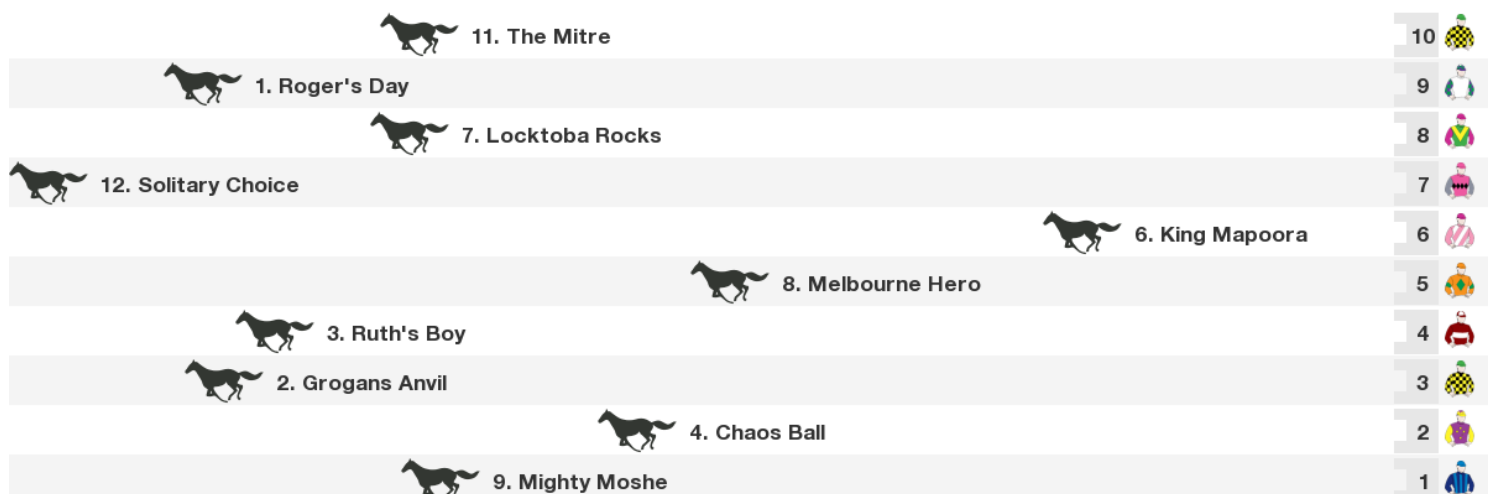 11. The Mitre 10
1. Roger's Day 9
7. Locktoba Rocks 8
12. Solitary Choice 7
6. King Mapoora 6
8. Melbourne Hero 5
3. Ruth's Boy 4
2. Grogans Anvil 3
4. Chaos Ball 2
9. Mighty Moshe 1